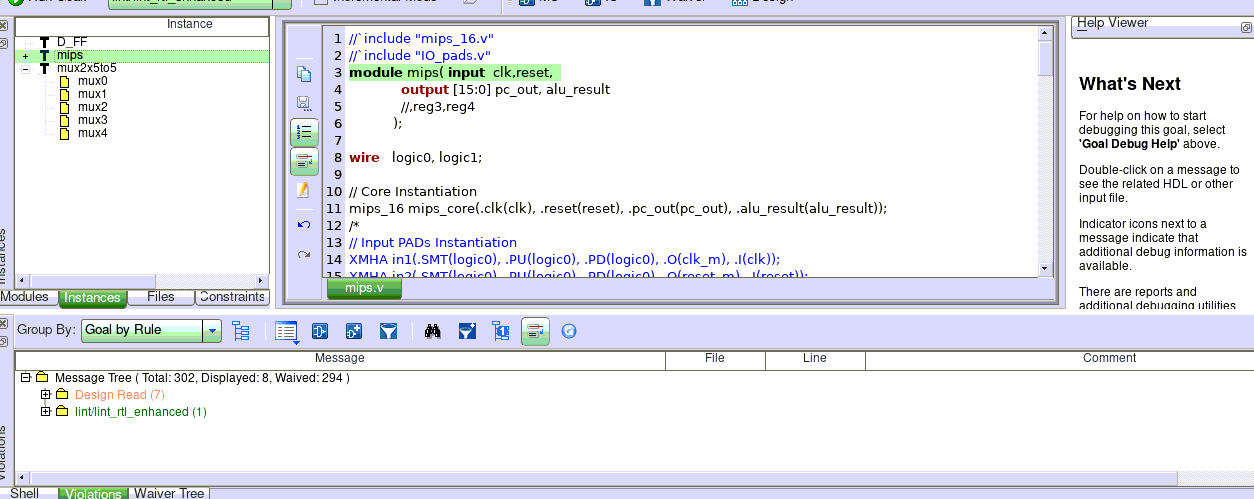 Instance
D_FF
mips
mux2x5to5
mux0
mux1
mux2
mux3
mux4
Modules Instances Files Constraints
1 //`include "mips_16.v"
2 //`include "IO_pads.v"
3 module mips( input clk,reset,
4 output [15:0] pc_out, alu_result
5 //,reg3,reg4
6 );
7
8 wire logic0, logic1;
9
10 // Core Instantiation
11 mips_16 mips_core(.clk(clk), .reset(reset), .pc_out(pc_out), .alu_result(alu_result));
12 /*
13 // Input PADs Instantiation
14 XMHA in1(.SMT(logic0), .PU(logic0), .PD(logic0), .O(clk_m), .I(clk));
15 XMHA in2(.SMT(logic0), .PU(logic0), .PD(logic0), .O(reset_m), .I(reset));
mips.v
Help Viewer
What's Next
For help on how to start
debugging this goal, select
'Goal Debug Help' above.
Double-click on a message to
see the related HDL or other
input file.
Indicator icons next to a
message indicate that
additional debug information is
available.
There are reports and
additional debugging utilities
Group By: Goal by Rule
Message File Line Comment
Message Tree ( Total: 302, Displayed: 8, Waived: 294 )
Design Read (7)
lint/lint_rtl_enhanced (1)
Shell Violations Waiver Tree